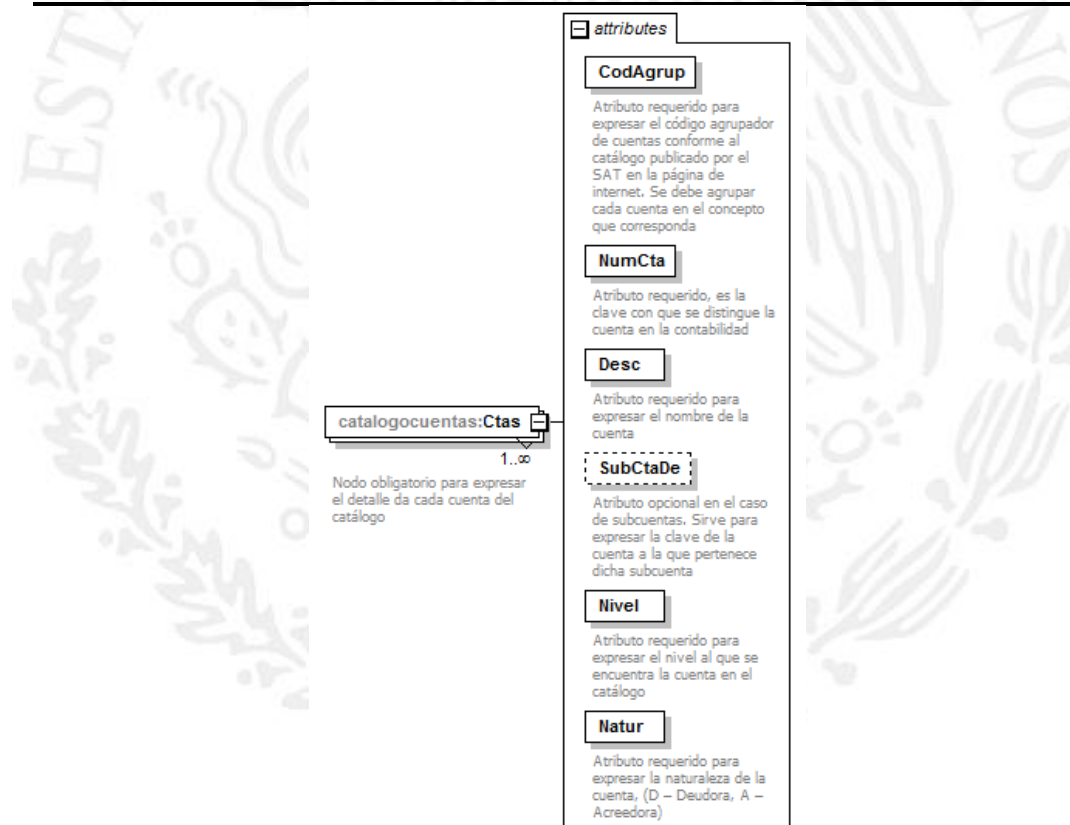 attributes
CodAgrup
Atributo requerido para
expresar el código agrupador
de cuentas conforme al
catálogo publicado por el
SAT en la página de
internet. Se debe agrupar
cada cuenta en el concepto
que corresponda
NumCta
Atributo requerido, es la
clave con que se distingue la
cuenta en la contabilidad
Desc
Atributo requerido para
expresar el nombre de la
cuenta
catalogocuentas:Ctas
1..∞
Nodo obligatorio para expresar
el detalle da cada cuenta del
catálogo
SubCtaDe
Atributo opcional en el caso
de subcuentas. Sirve para
expresar la clave de la
cuenta a la que pertenece
dicha subcuenta
Nivel
Atributo requerido para
expresar el nivel al que se
encuentra la cuenta en el
catálogo
Natur
Atributo requerido para
expresar la naturaleza de la
cuenta, (D – Deudora, A –
Acreedora)
EST
NOS